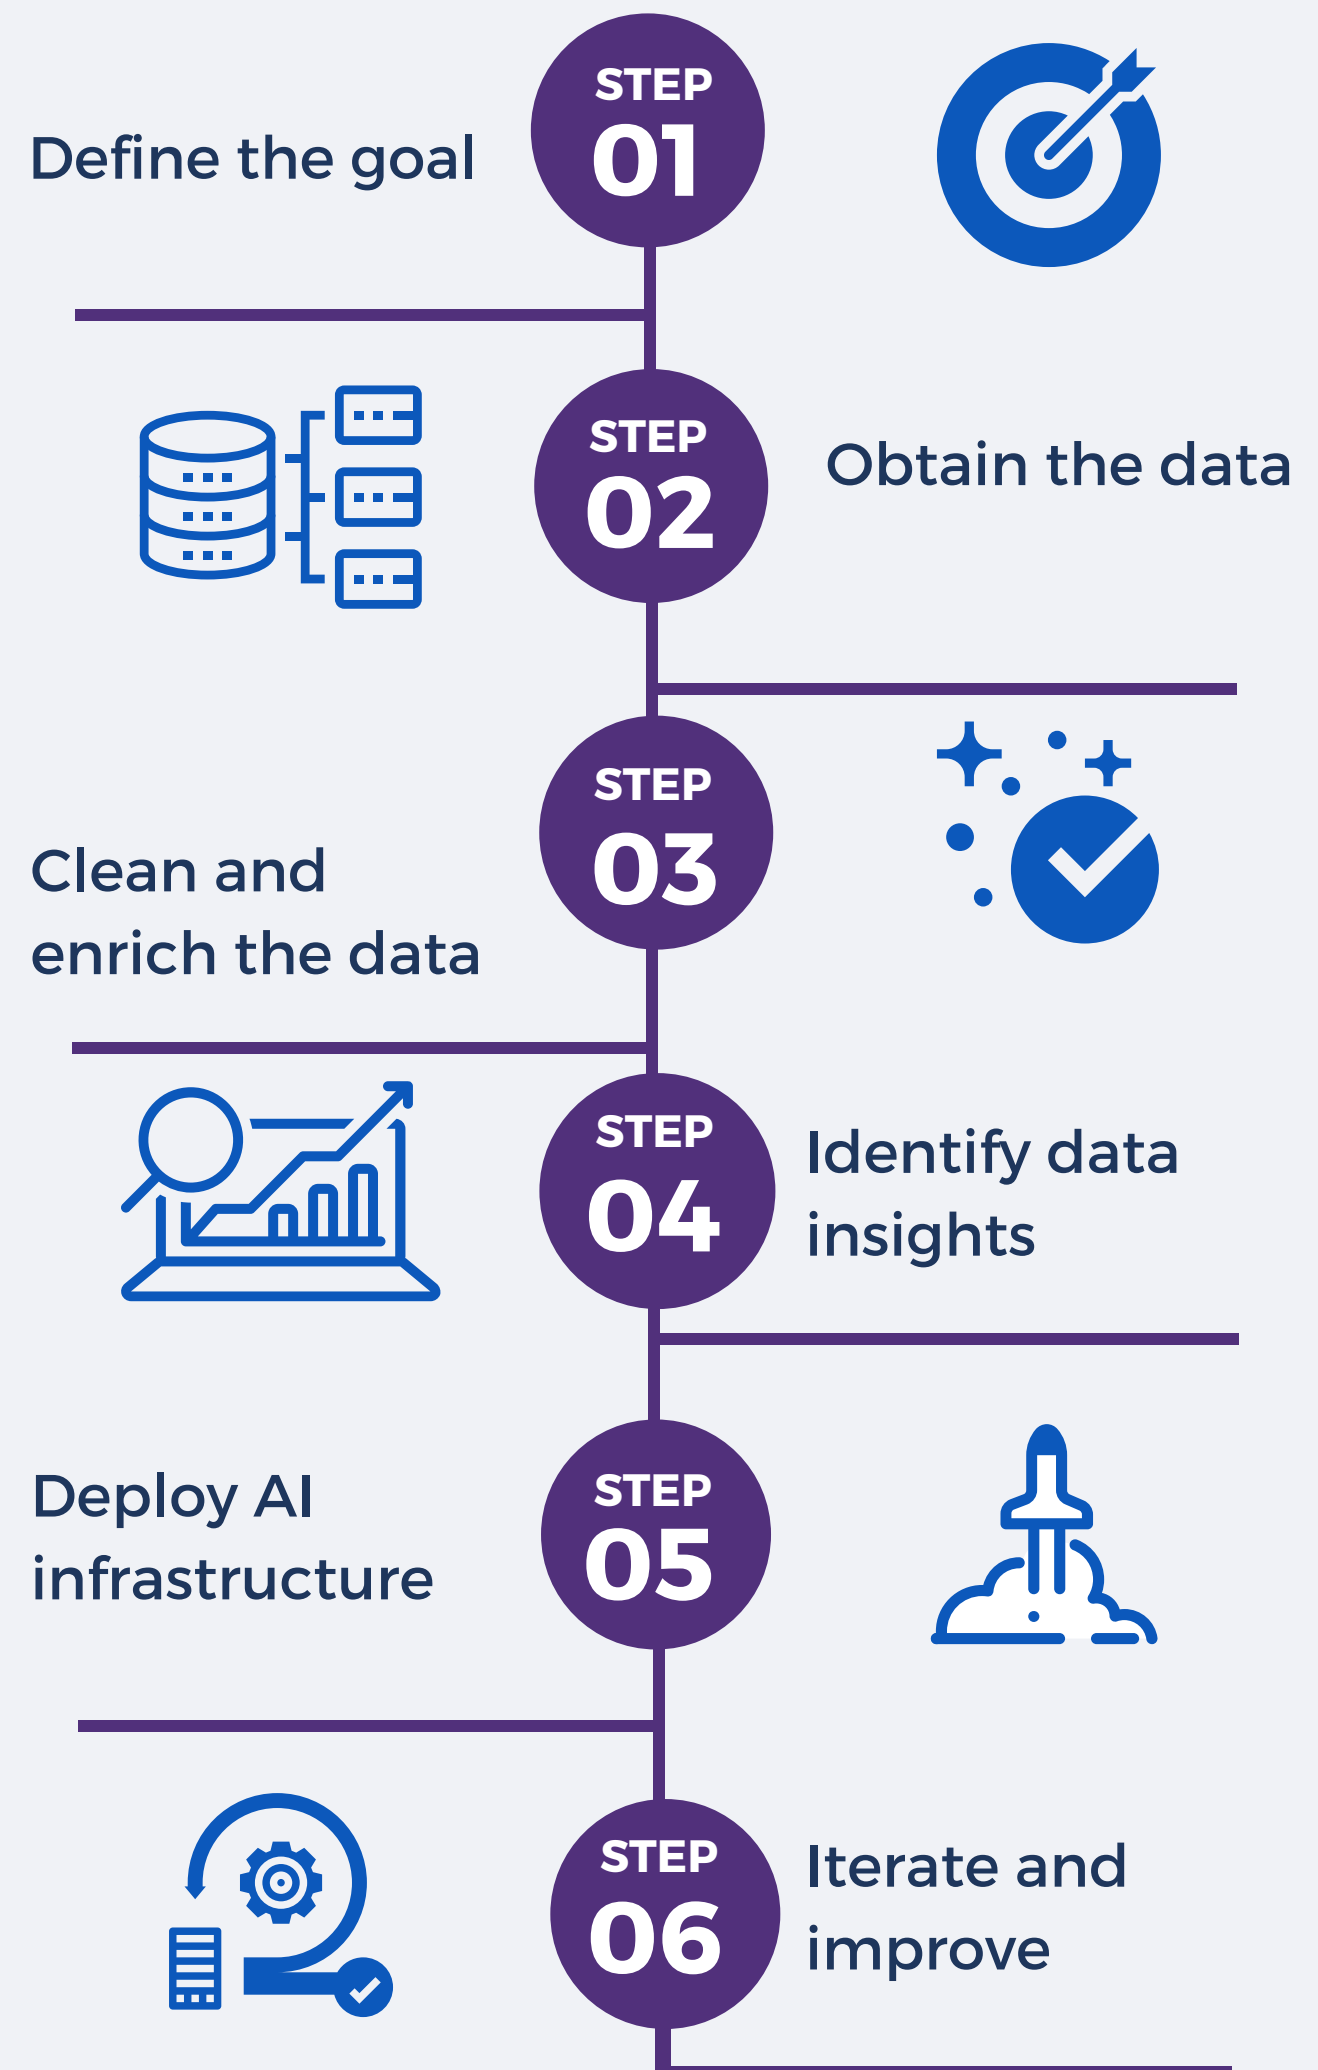 STEP
01
Define the goal
STEP
02
Obtain the data
STEP
03
Clean and
enrich the data
STEP
04
Identify data
insights
STEP
05
Deploy AI
infrastructure
STEP
06
Iterate and
improve